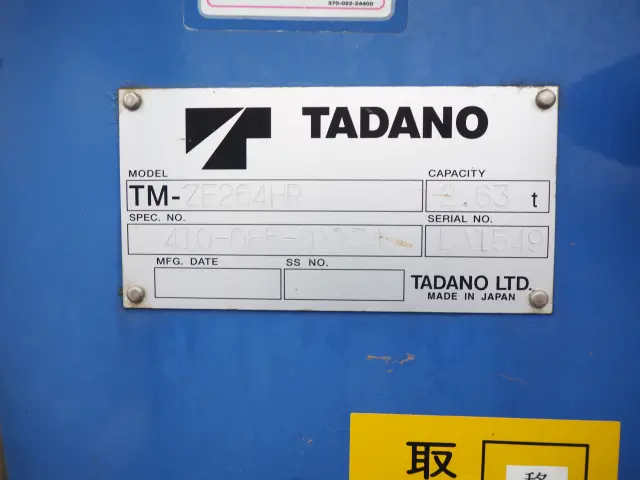 370-022-24400
TADANO
MODEL
CAPACITY
TM-ZE264HR
2.63 t
SPEC. NO.
SERIAL NO.
LA1549
MFG. DATE
SS NO.
TADANO LTD.
MADE IN JAPAN
取
移